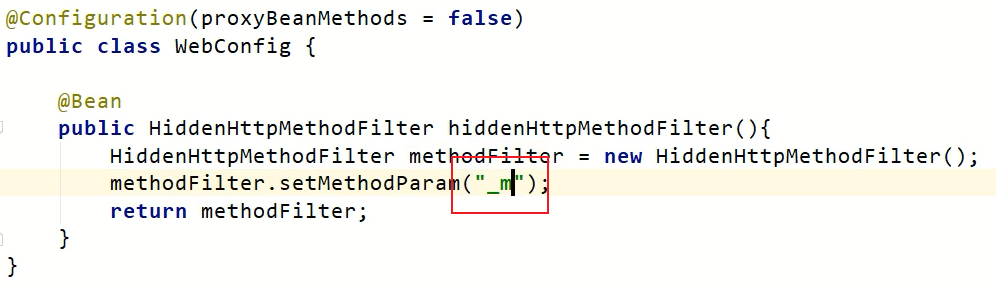 @Configuration(proxyBeanMethods = false)
public class WebConfig {
@Bean
public HiddenHttpMethodFilter hiddenHttpMethodFilter(){
HiddenHttpMethodFilter methodFilter = new HiddenHttpMethodFilter();
methodFilter.setMethodParam("_m");
return methodFilter;
}
}